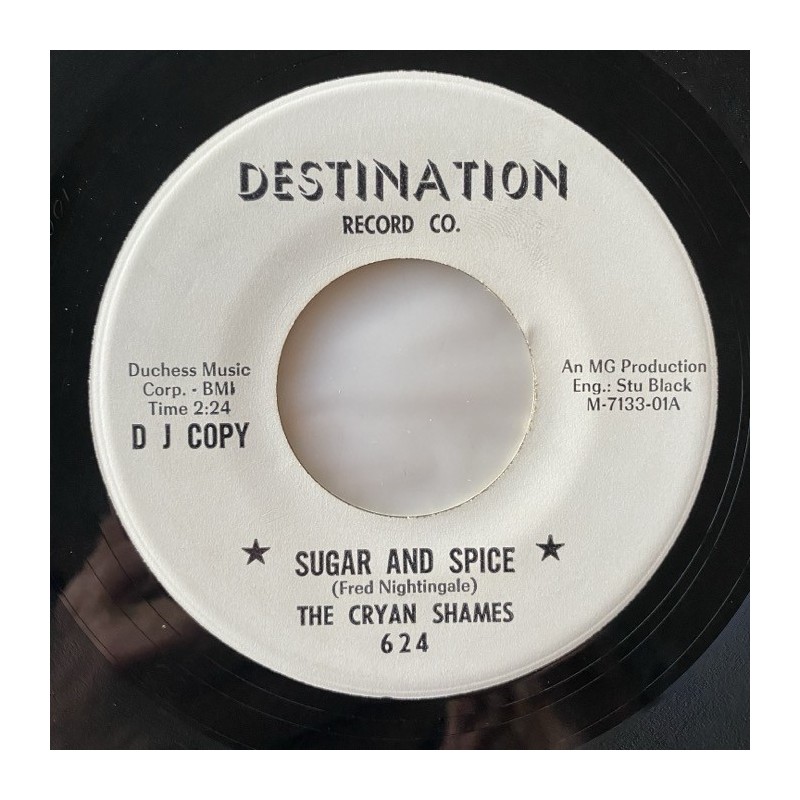 DESTINATION
RECORD CO.
Duchess Music
Corp. - BMI
Time 2:24
D J COPY
An MG Production
Eng.: Stu Black
M-7133-01A
★ SUGAR AND SPICE ★
(Fred Nightingale)
THE CRYAN SHAMES
624